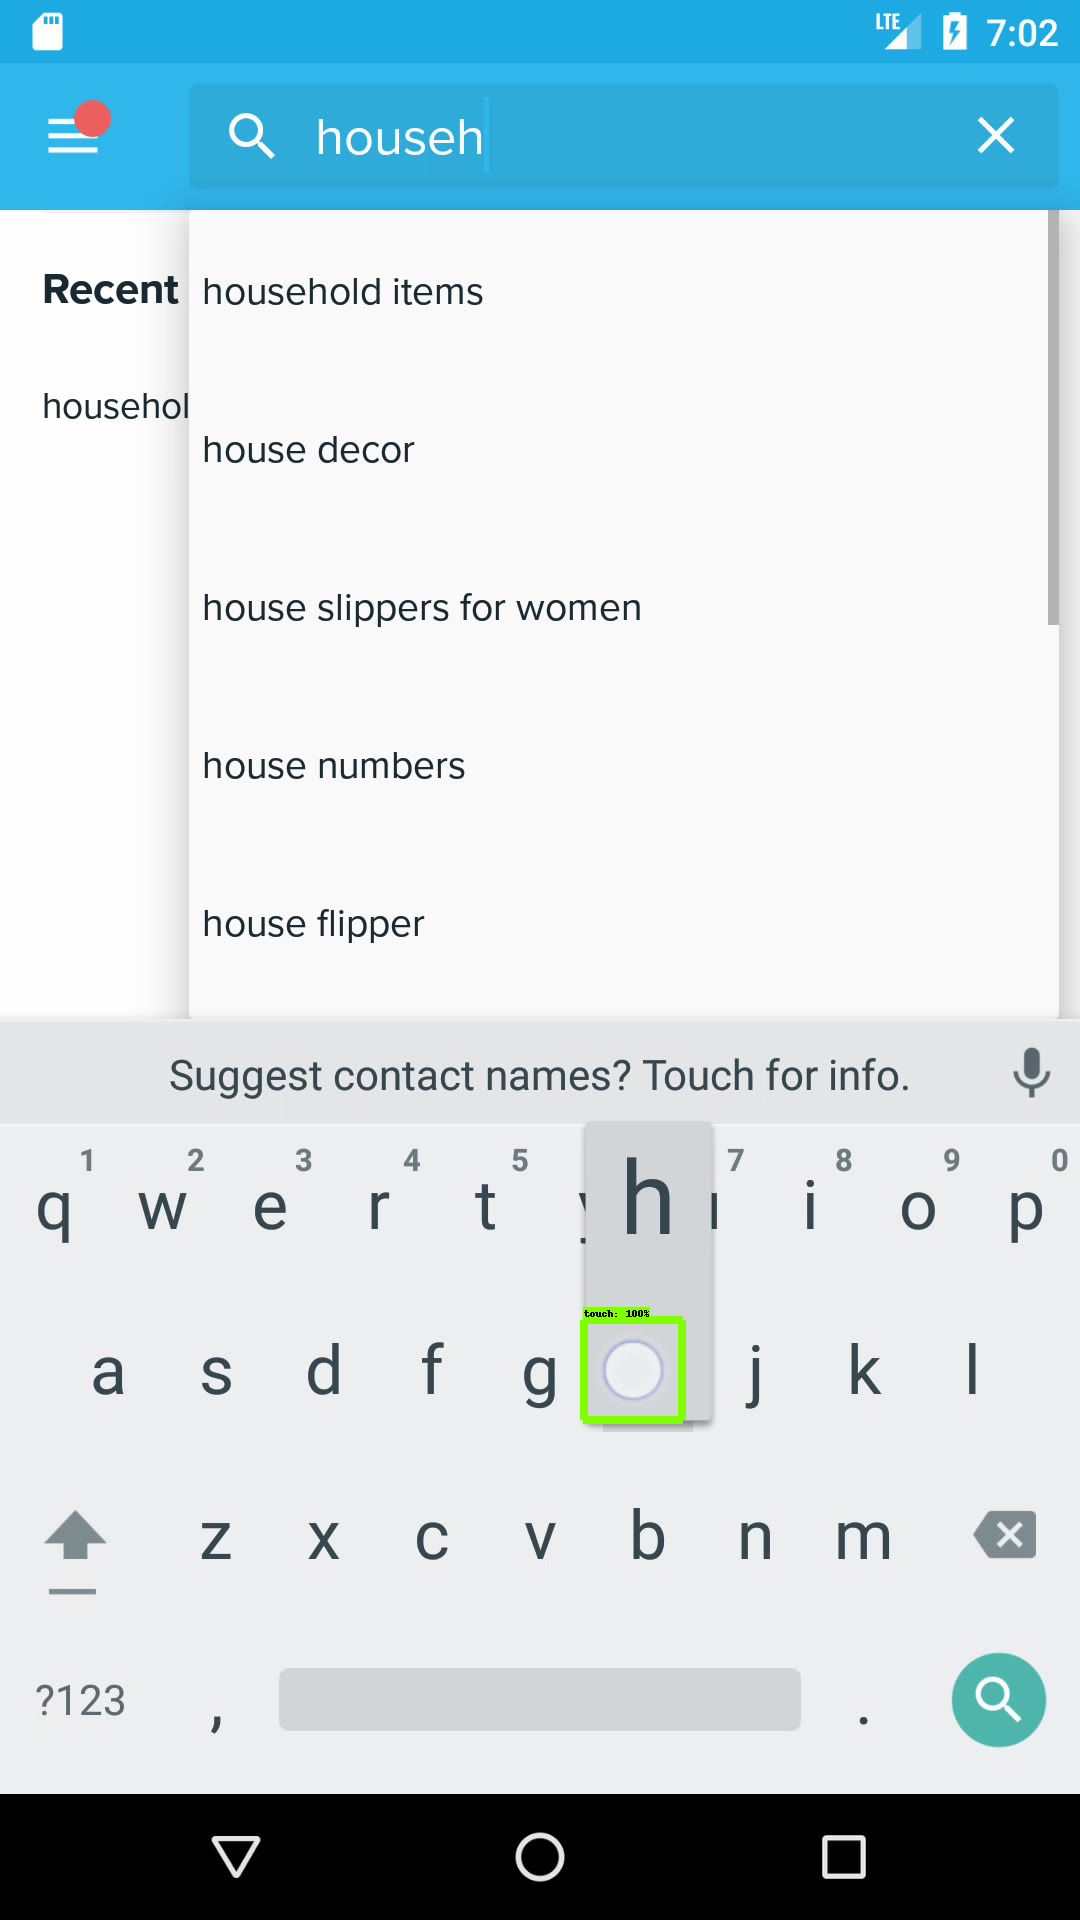 LTE 7:02
househ
Recent
househol
household items
house decor
house slippers for women
house numbers
house flipper
Suggest contact names? Touch for info.
1 2 3 4 5 7 8 9 0
q w e r t h i o p
touch: 100%
a s d f g j k l
z x c v b n m
?123 , .